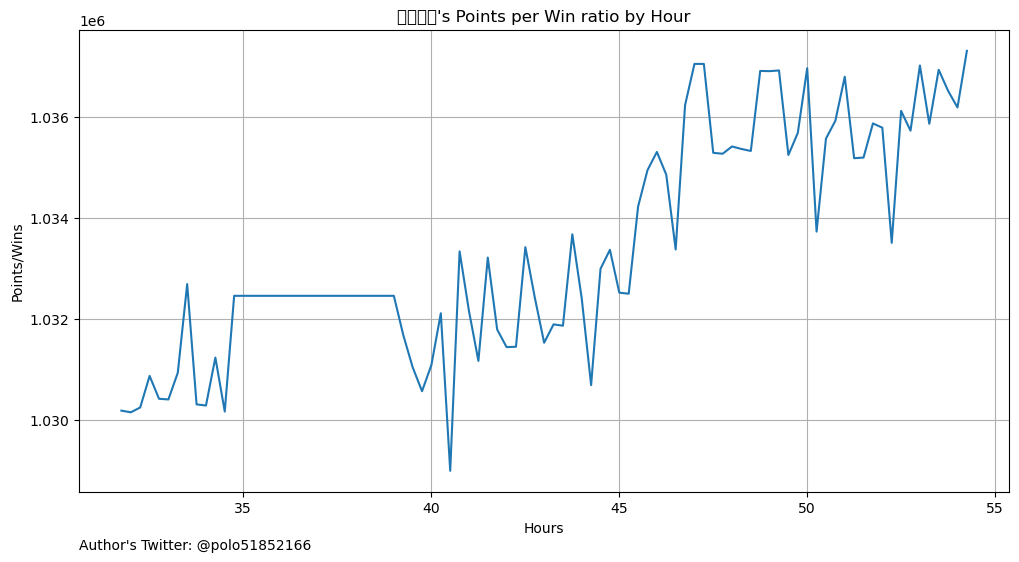 's Points per Win ratio by Hour
1e6
1.036
1.034
1.032
1.030
Points/Wins
35
40
45
50
55
Hours
Author's Twitter: @polo51852166